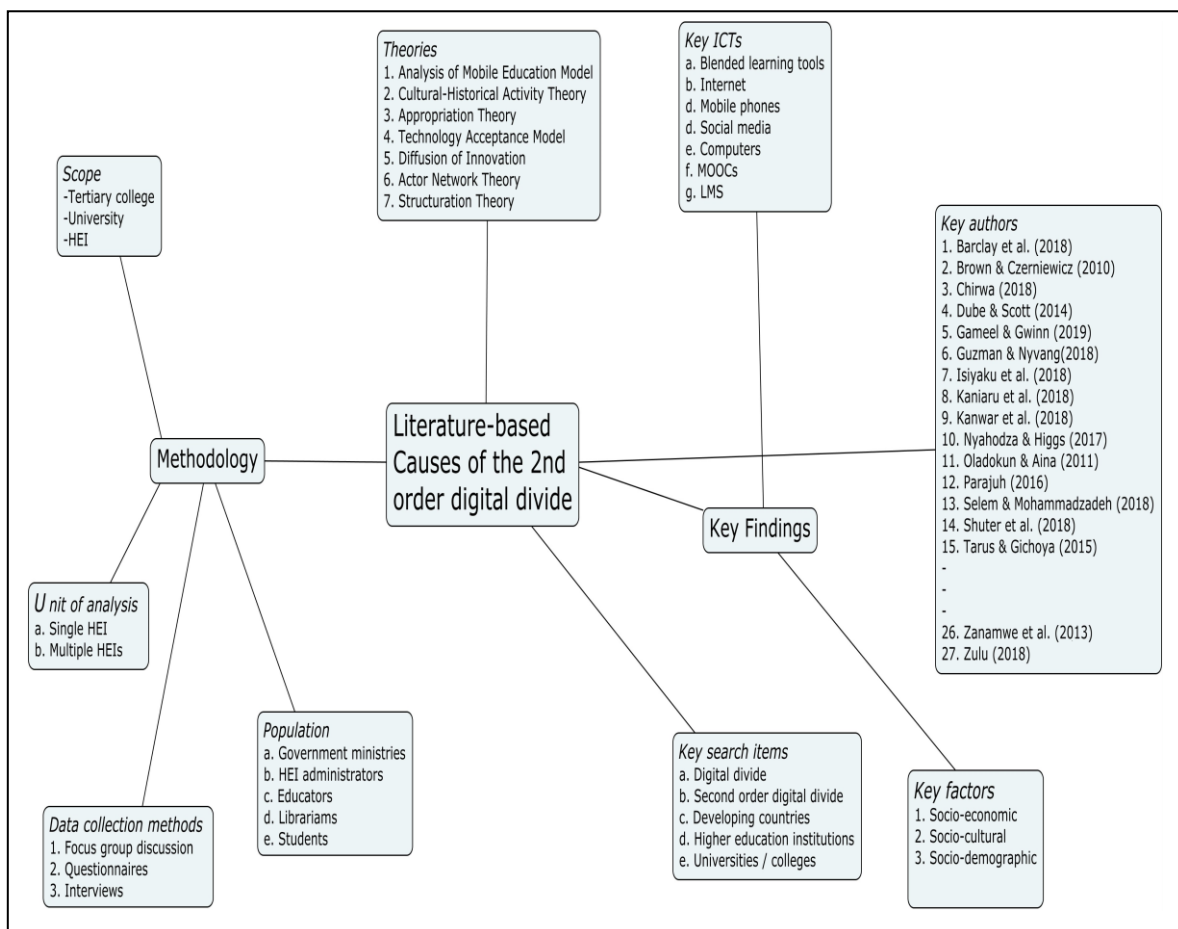 Theories
1. Analysis of Mobile Education Model
2. Cultural-Historical Activity Theory
3. Appropriation Theory
4. Technology Acceptance Model
5. Diffusion of Innovation
6. Actor Network Theory
7. Structuration Theory
Key ICTs
a. Blended learning tools
b. Internet
d. Mobile phones
d. Social media
e. Computers
f. MOOCs
g. LMS
Scope
-Tertiary college
-University
-HEI
Key authors
1. Barclay et al. (2018)
2. Brown & Czerniewicz (2010)
3. Chirwa (2018)
4. Dube & Scott (2014)
5. Gameel & Gwinn (2019)
6. Guzman & Nyvang(2018)
7. Isiyaku et al. (2018)
8. Kaniaru et al. (2018)
9. Kanwar et al. (2018)
10. Nyahodza & Higgs (2017)
11. Oladokun & Aina (2011)
12. Parajuh (2016)
13. Selem & Mohammadzadeh (2018)
14. Shuter et al. (2018)
15. Tarus & Gichoya (2015)
-
-
-
26. Zanamwe et al. (2013)
27. Zulu (2018)
Literature-based
Causes of the 2nd
order digital divide
Methodology
Key Findings
U nit of analysis
a. Single HEI
b. Multiple HEIs
Population
a. Government ministries
b. HEI administrators
c. Educators
d. Librariams
e. Students
Key search items
a. Digital divide
b. Second order digital divide
c. Developing countries
d. Higher education institutions
e. Universities / colleges
Key factors
1. Socio-economic
2. Socio-cultural
3. Socio-demographic
Data collection methods
1. Focus group discussion
2. Questionnaires
3. Interviews